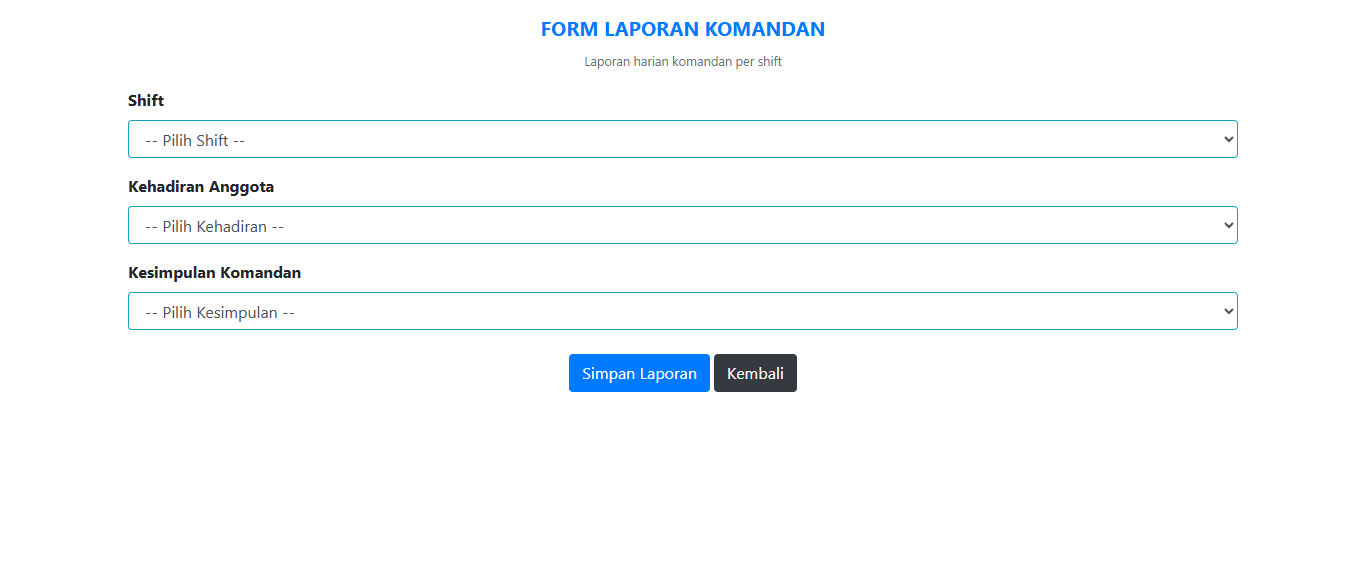 FORM LAPORAN KOMANDAN
Laporan harian komandan per shift
Shift
-- Pilih Shift --
Kehadiran Anggota
-- Pilih Kehadiran --
Kesimpulan Komandan
-- Pilih Kesimpulan --
Simpan Laporan Kembali